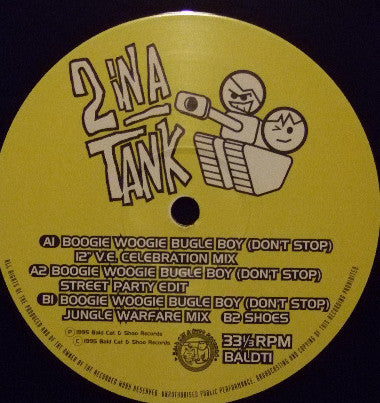 2 IN A
TANK
A1) BOOGIE WOOGIE BUGLE BOY (DON'T STOP)
12" V.E. CELEBRATION MIX
A2) BOOGIE WOOGIE BUGLE BOY (DON'T STOP)
STREET PARTY EDIT
B1) BOOGIE WOOGIE BUGLE BOY (DON'T STOP)
JUNGLE WARFARE MIX B2 SHOES
℗ 1995 Bald Cat & Shoo Records
© 1995 Bald Cat & Shoo Records
33⅓RPM
BALDT1
ALL RIGHTS OF THE PRODUCER AND OF THE OWNER OF THE RECORDED WORK RESERVED. UNAUTHORISED PUBLIC PERFORMANCE, BROADCASTING AND COPYING OF THIS RECORDING PROHIBITED